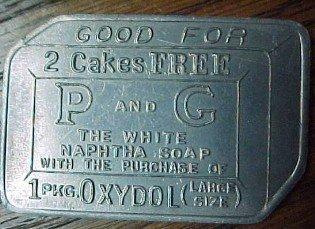 GOOD FOR
2 Cakes FREE
P AND G
THE WHITE
NAPHTHA SOAP
WITH THE PURCHASE OF
1 PKG. OXYDOL (LARGE SIZE)